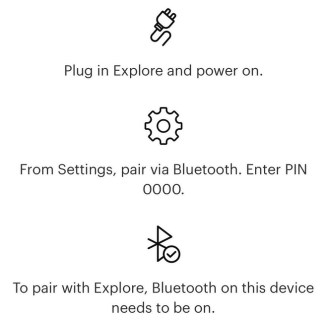 Plug in Explore and power on.
From Settings, pair via Bluetooth. Enter PIN
0000.
To pair with Explore, Bluetooth on this device
needs to be on.